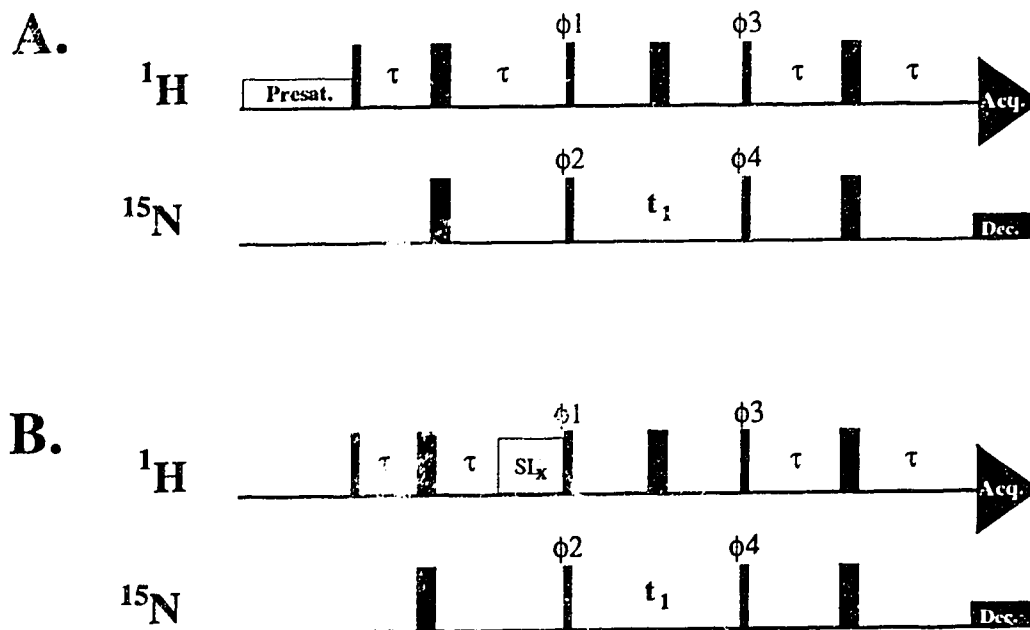 A.
ϕ1 ϕ3
¹H Presat. τ τ τ τ Acq.
ϕ2 ϕ4
¹⁵N t₁ Dec.
B.
ϕ1 ϕ3
¹H τ τ SLₓ τ τ Acq.
ϕ2 ϕ4
¹⁵N t₁ Dec.